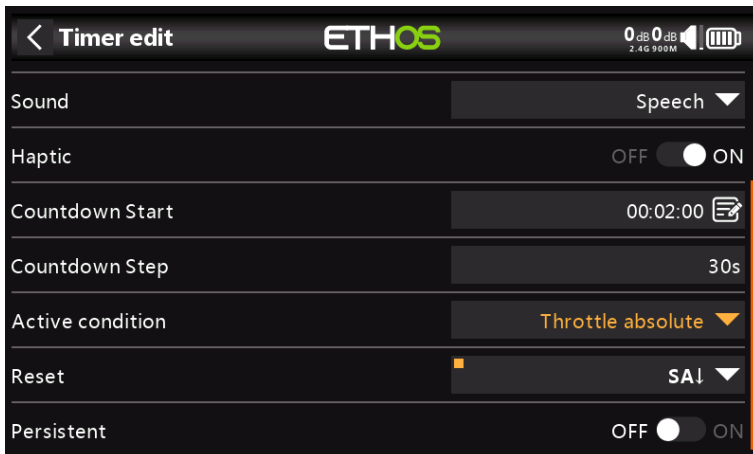 Timer edit ETHOS 0dB 0dB
2.4G 900M
Sound Speech
Haptic OFF ON
Countdown Start 00:02:00
Countdown Step 30s
Active condition Throttle absolute
Reset SA↓
Persistent OFF ON